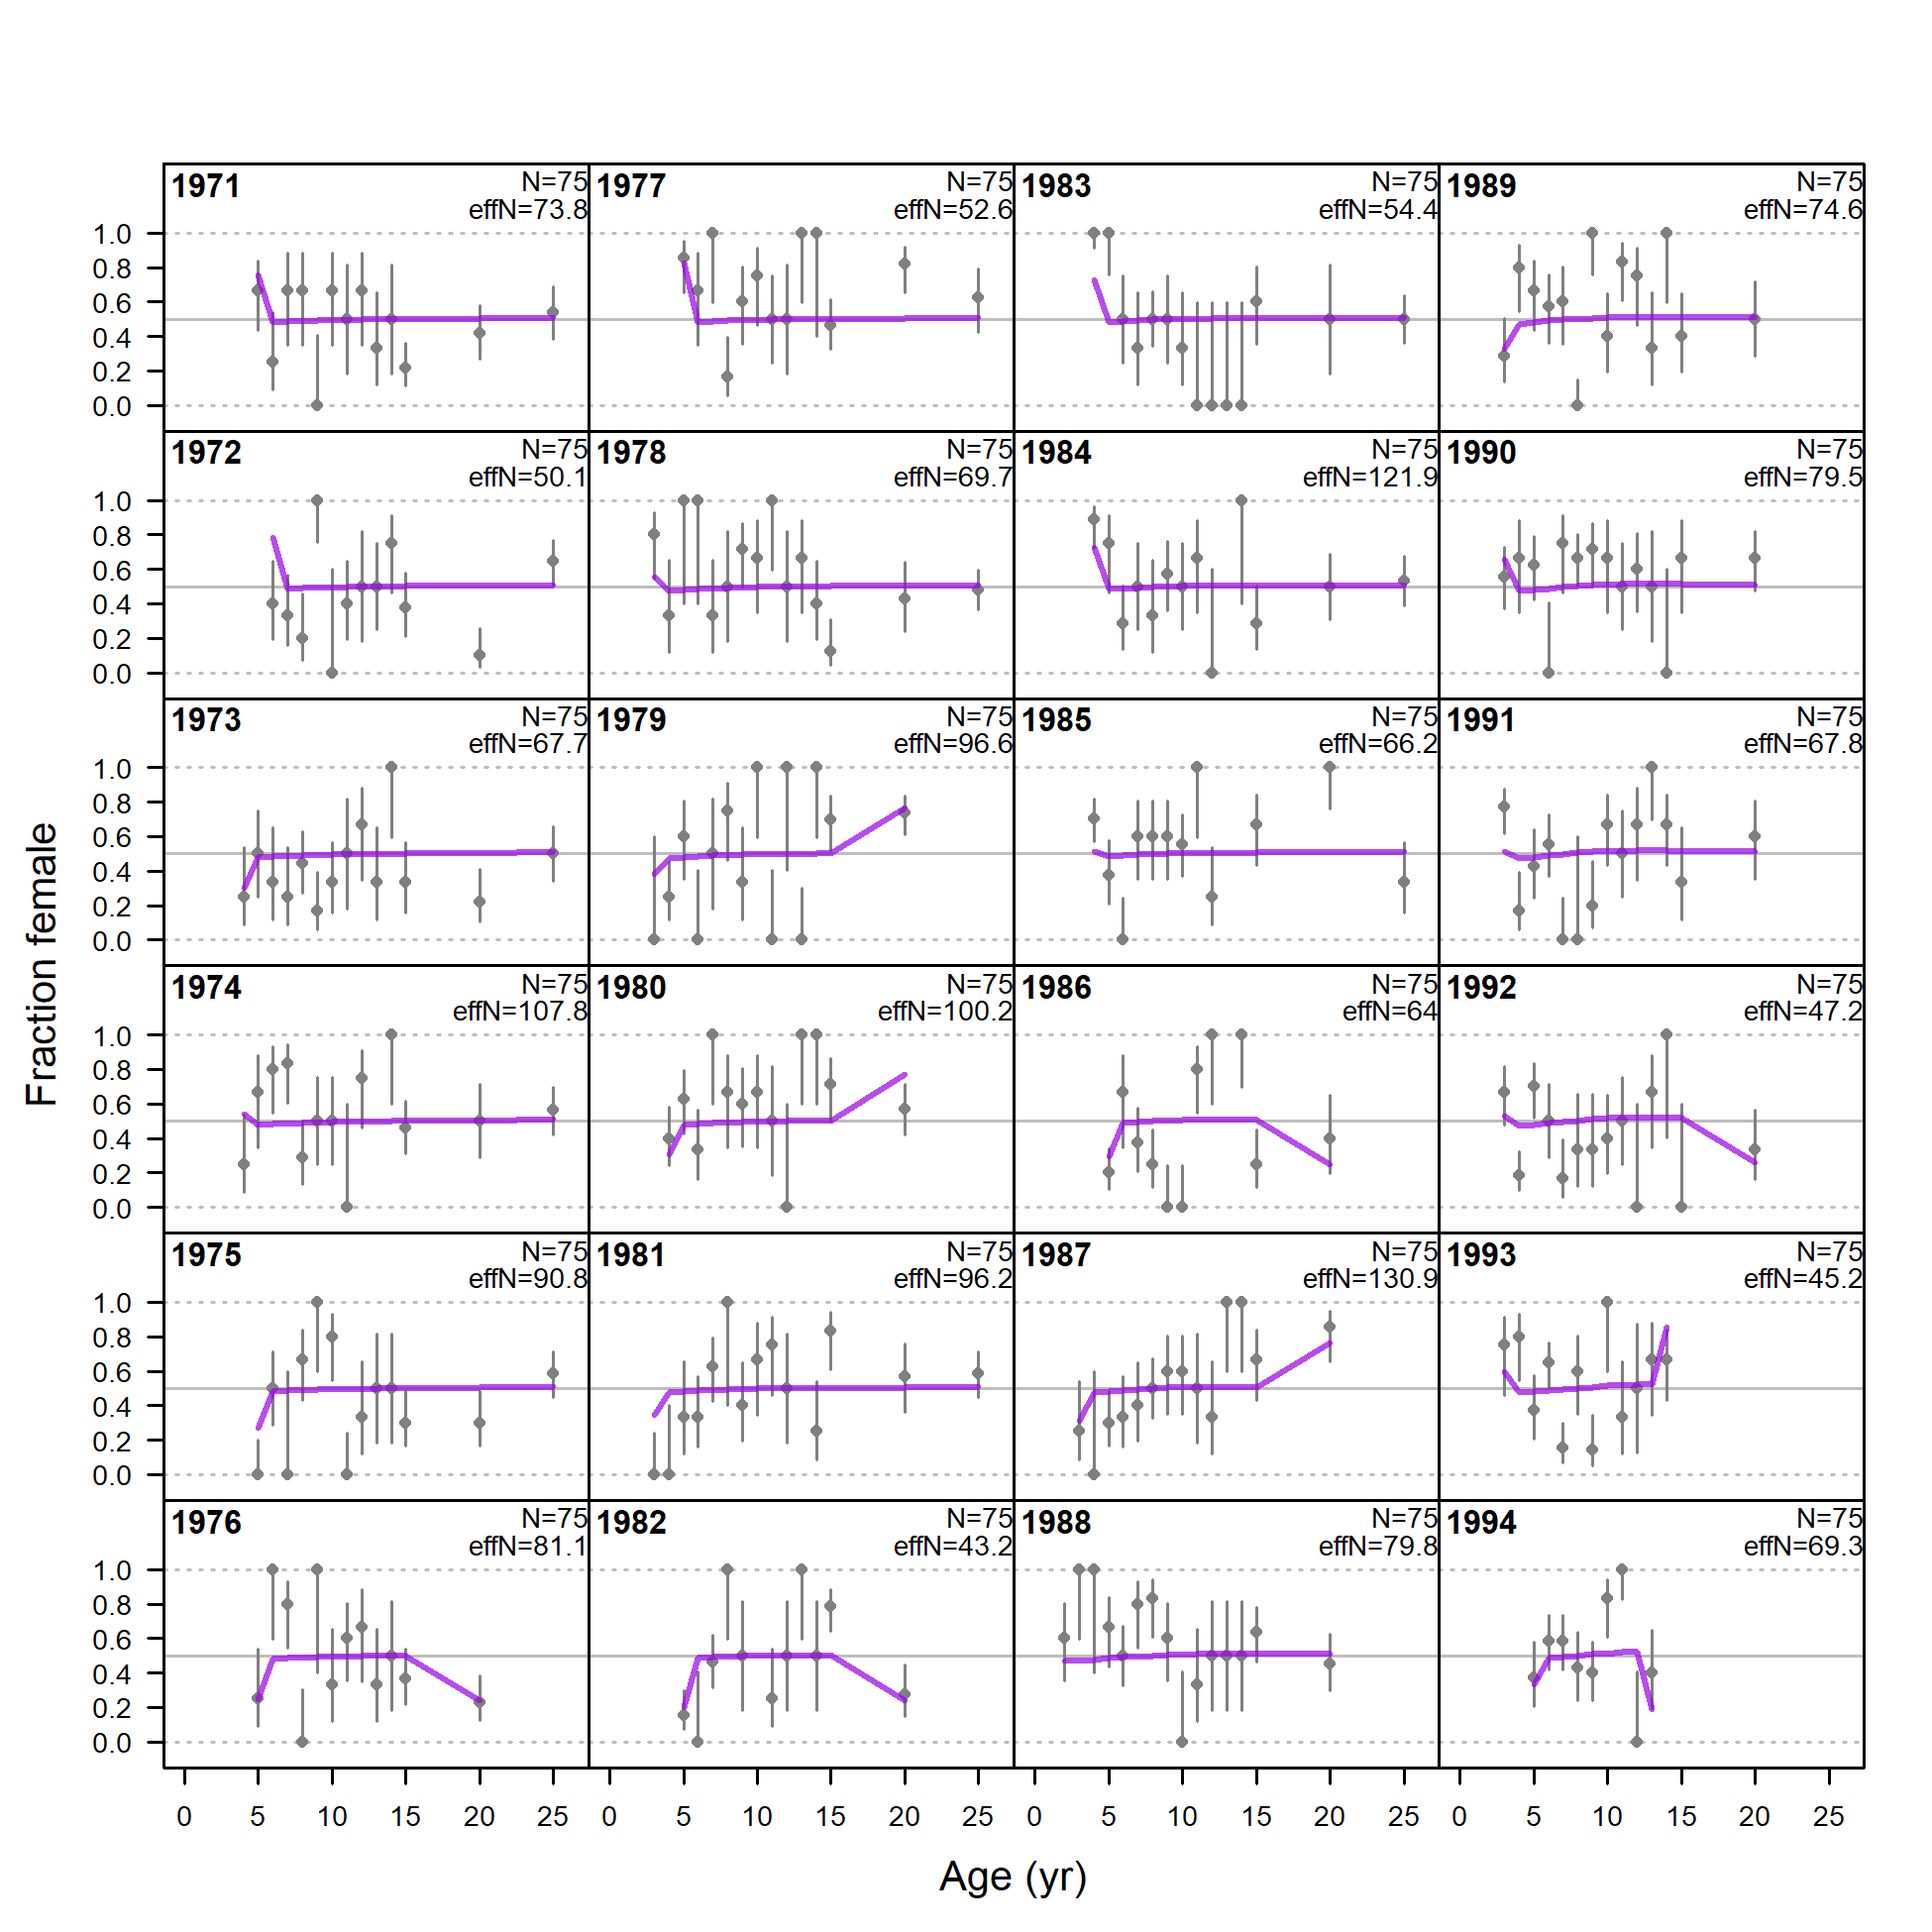 1971
N=75
effN=73.8
1977
N=75
effN=52.6
1983
N=75
effN=54.4
1989
N=75
effN=74.6
1.0
0.8
0.6
0.4
0.2
0.0
1972
N=75
effN=50.1
1978
N=75
effN=69.7
1984
N=75
effN=121.9
1990
N=75
effN=79.5
1.0
0.8
0.6
0.4
0.2
0.0
1973
N=75
effN=67.7
1979
N=75
effN=96.6
1985
N=75
effN=66.2
1991
N=75
effN=67.8
1.0
0.8
0.6
0.4
0.2
0.0
1974
N=75
effN=107.8
1980
N=75
effN=100.2
1986
N=75
effN=64
1992
N=75
effN=47.2
1.0
0.8
0.6
0.4
0.2
0.0
1975
N=75
effN=90.8
1981
N=75
effN=96.2
1987
N=75
effN=130.9
1993
N=75
effN=45.2
1.0
0.8
0.6
0.4
0.2
0.0
1976
N=75
effN=81.1
1982
N=75
effN=43.2
1988
N=75
effN=79.8
1994
N=75
effN=69.3
1.0
0.8
0.6
0.4
0.2
0.0
0 5 10 15 20 25 0 5 10 15 20 25 0 5 10 15 20 25 0 5 10 15 20 25
Age (yr)
Fraction female